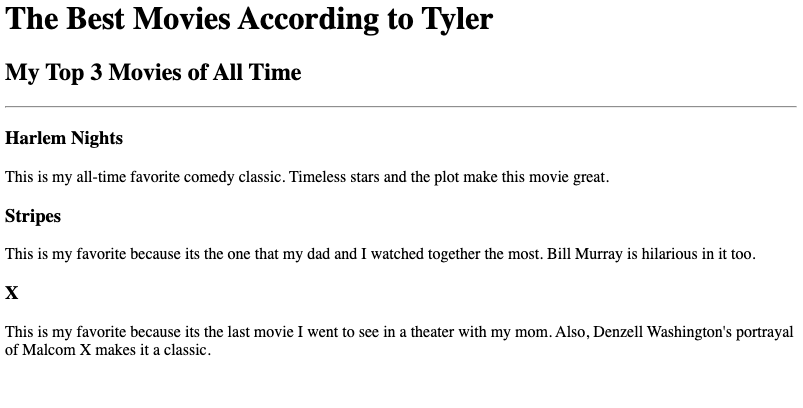 The Best Movies According to Tyler
My Top 3 Movies of All Time
Harlem Nights
This is my all-time favorite comedy classic. Timeless stars and the plot make this movie great.
Stripes
This is my favorite because its the one that my dad and I watched together the most. Bill Murray is hilarious in it too.
X
This is my favorite because its the last movie I went to see in a theater with my mom. Also, Denzell Washington's portrayal
of Malcom X makes it a classic.